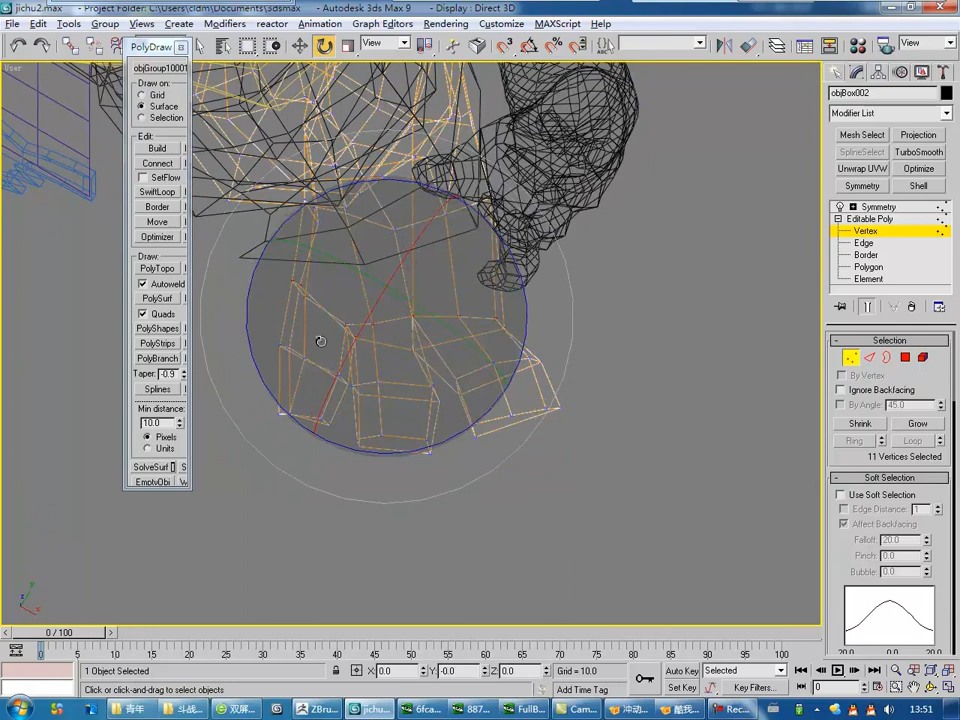 jichu2.max - Project Folder: C:\Users\cldm\Documents\3dsmax - Autodesk 3ds Max - Display : Direct 3D
File Edit Tools Group Views Create Modifiers reactor Animation Graph Editors Rendering Customize MAXScript Help
View
View
PolyDraw
objGroup10001
Draw on:
Grid
Surface
Selection
Edit:
Build
Connect
SetFlow
SwiftLoop
Border
Move
Optimizer
Draw:
PolyTopo
Autoweld
PolySurf
Quads
PolyShapes
PolyStrips
PolyBranch
Taper: -0.9
Splines
Min distance:
10.0
Pixels
Units
SolveSurf S
User
objBox002
Modifier List
Mesh Select Projection
SplineSelect TurboSmooth
Unwrap UVW Optimize
Symmetry Shell
Symmetry
Editable Poly
Vertex
Edge
Border
Polygon
Element
Selection
By Vertex
Ignore Backfacing
By Angle: 45.0
Shrink Grow
Ring Loop
11 Vertices Selected
Soft Selection
Use Soft Selection
Edge Distance: 1
Affect Backfacing
Falloff: 20.0
Pinch: 0.0
Bubble: 0.0
0 / 100
0 5 10 15 20 25 30 35 40 45 50 55 60 65 70 75 80 85 90 95 100
1 Object Selected X: 0.0 Y: -0.0 Z: 0.0 Grid = 10.0 Auto Key Selected
Click or click-and-drag to select objects Add Time Tag Set Key Key Filters... 0
青年 斗战... 双屏... ZBru... jichu... 6fca... 887... FullB... Cam... 冲动... 酷我... Rec... 13:51